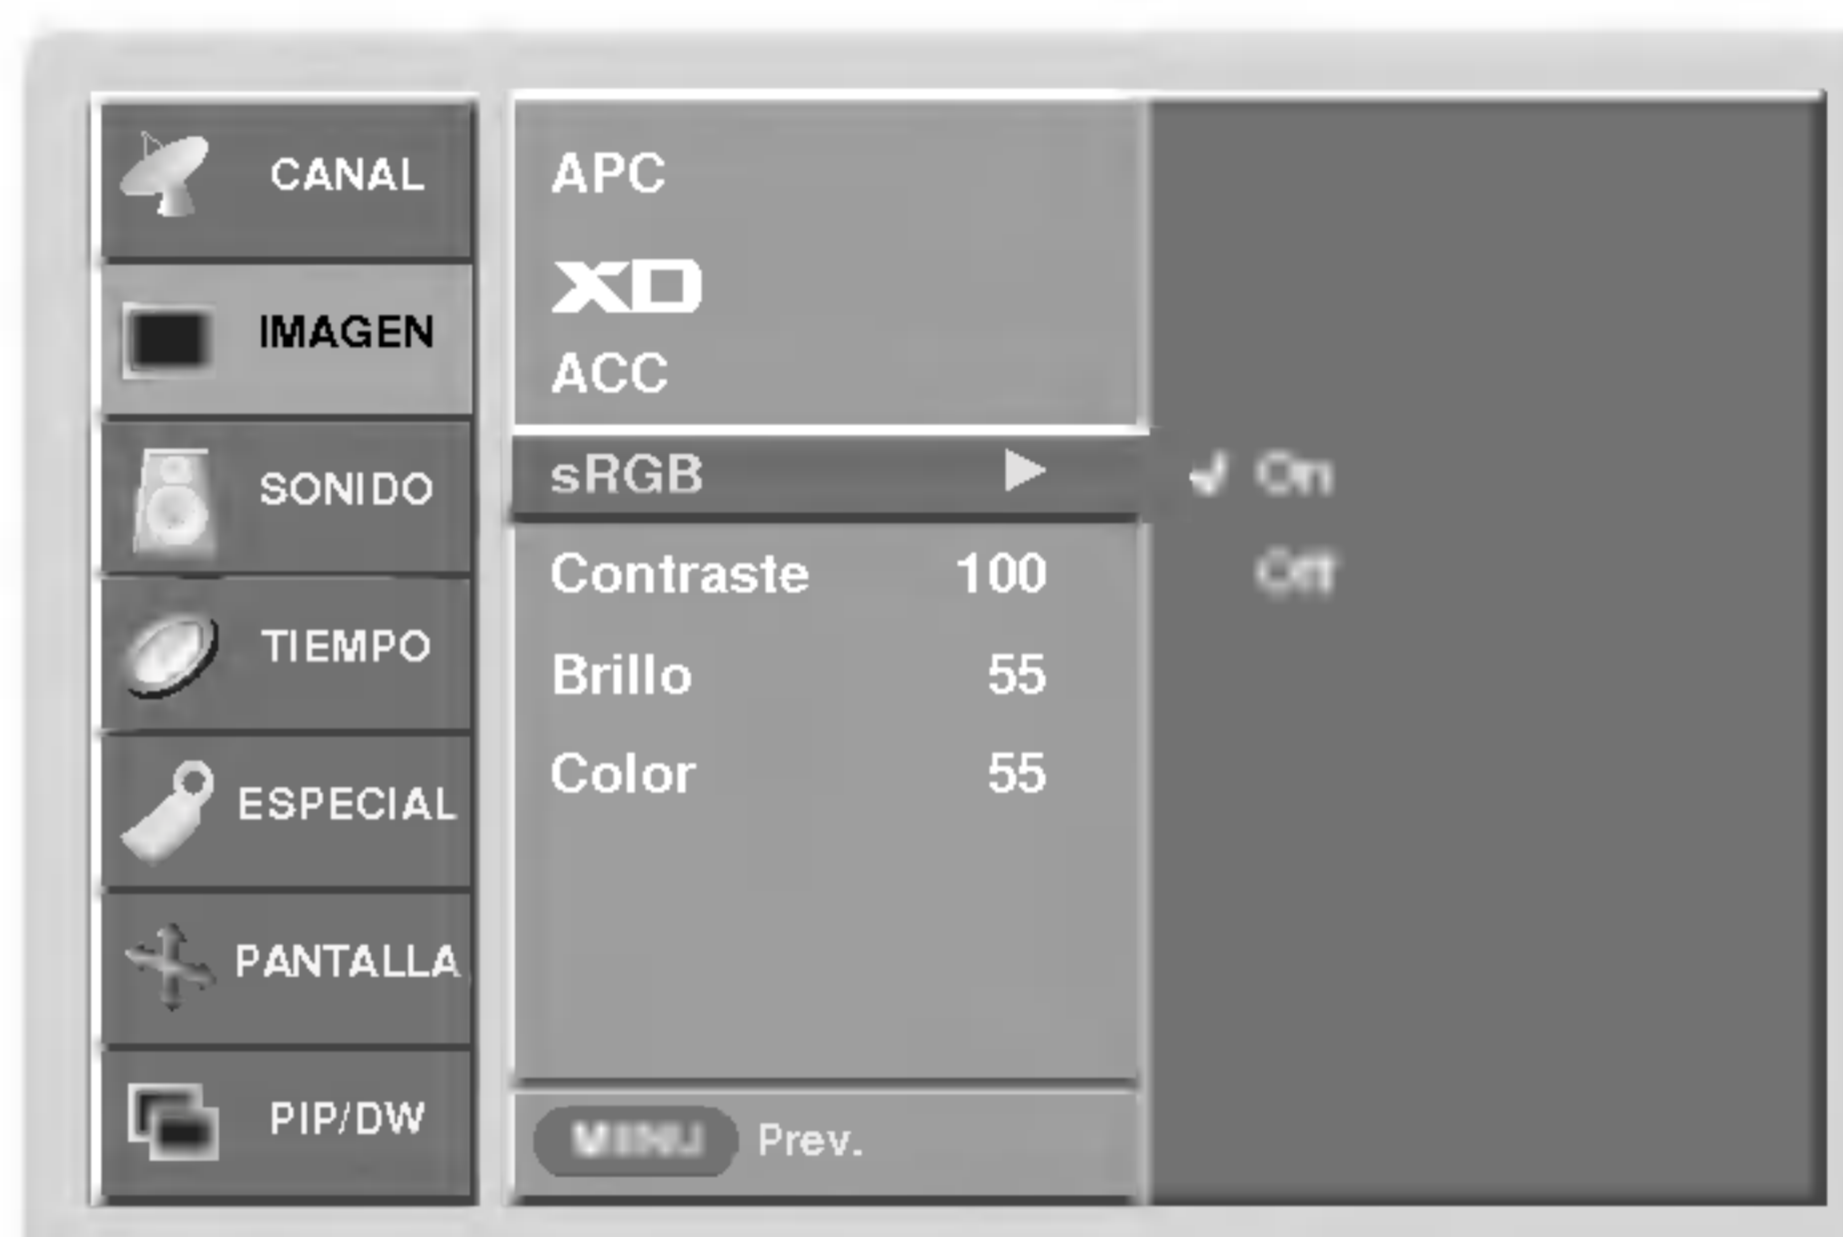 CANAL
IMAGEN
SONIDO
TIEMPO
ESPECIAL
PANTALLA
PIP/DW
APC
XD
ACC
sRGB
Contraste 100
Brillo 55
Color 55
MENU Prev.
On
Off